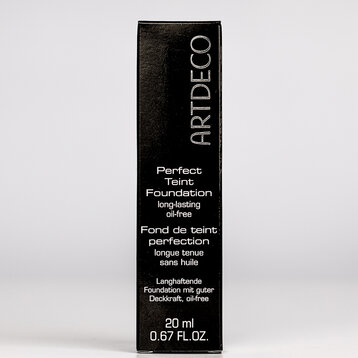 ARTDECO
Perfect
Teint
Foundation
long-lasting
oil-free
Fond de teint
perfection
longue tenue
sans huile
Langhaftende
Foundation mit guter
Deckkraft, oil-free
20 ml
0.67 FL.OZ.